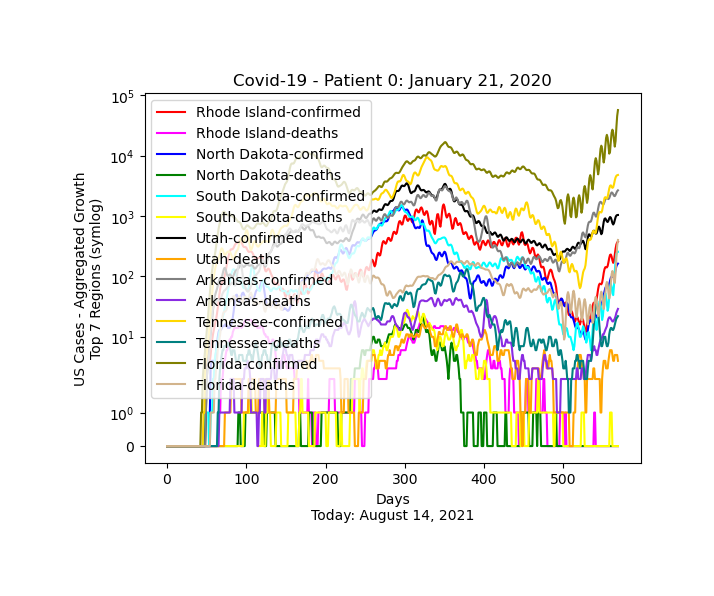 Covid-19 - Patient 0: January 21, 2020
US Cases - Aggregated Growth
Top 7 Regions (symlog)
10^5
10^4
10^3
10^2
10^1
10^0
0
Rhode Island-confirmed
Rhode Island-deaths
North Dakota-confirmed
North Dakota-deaths
South Dakota-confirmed
South Dakota-deaths
Utah-confirmed
Utah-deaths
Arkansas-confirmed
Arkansas-deaths
Tennessee-confirmed
Tennessee-deaths
Florida-confirmed
Florida-deaths
0 100 200 300 400 500
Days
Today: August 14, 2021